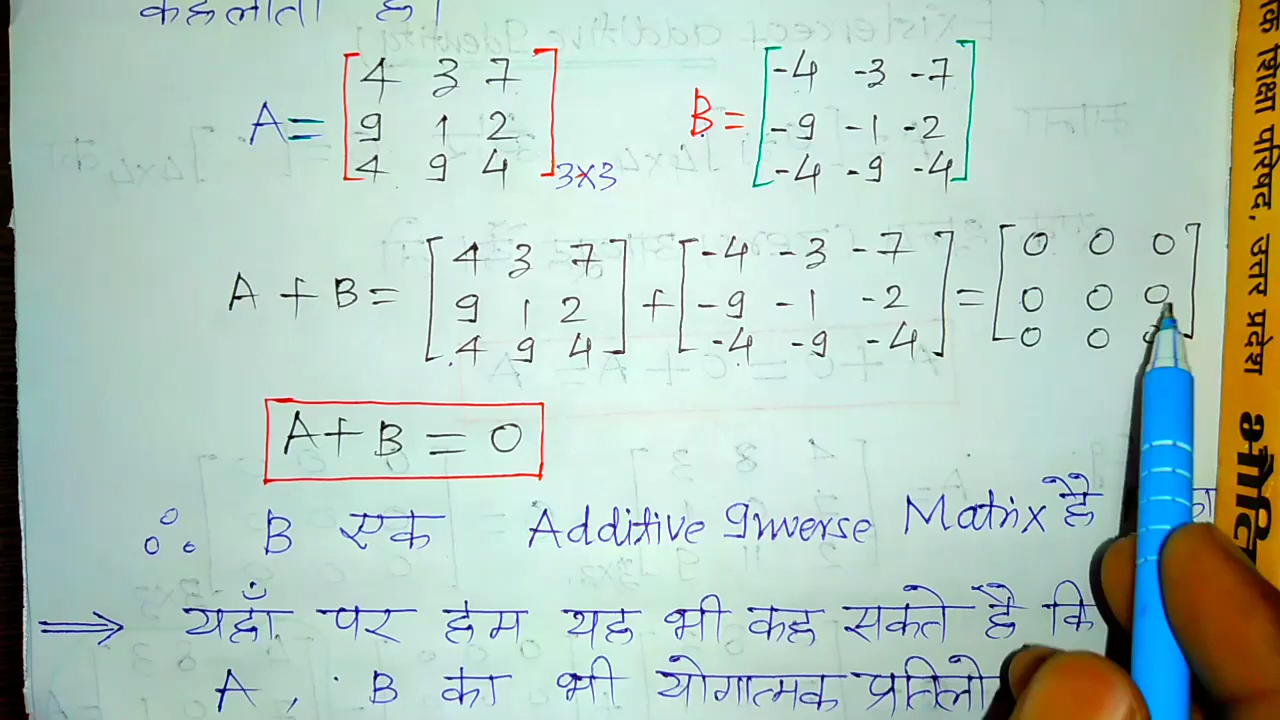 कहलाता है।
A = [4 3 7
9 1 2
4 9 4]3×3
B = [-4 -3 -7
-9 -1 -2
-4 -9 -4]
A + B = [4 3 7
9 1 2
4 9 4] + [-4 -3 -7
-9 -1 -2
-4 -9 -4] = [0 0 0
0 0 0
0 0 0]
A + B = 0
∴ B एक Additive Inverse Matrix है
⇒ यहाँ पर हम यह भी कह सकते है कि
A, B का भी योगात्मक
शिक्षा परिषद, उत्तर प्रदेश